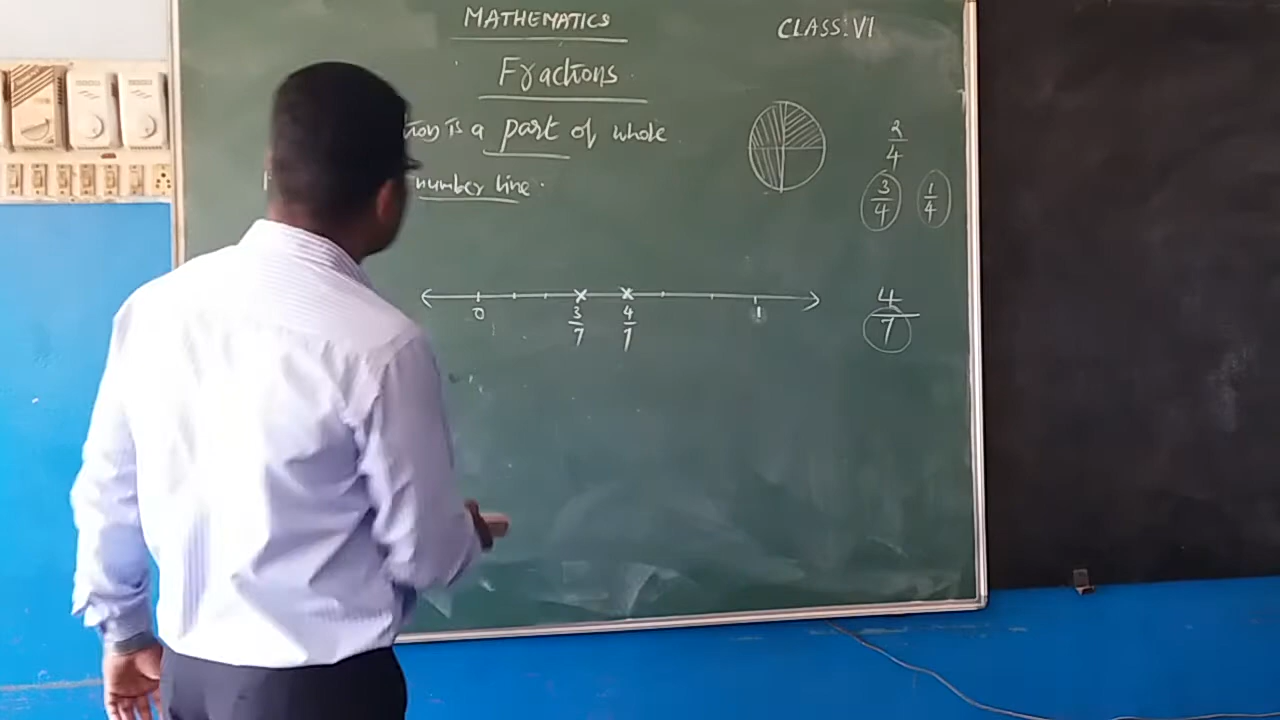 MATHEMATICS
CLASS: VI
Fractions
is a part of whole
number line.
2/4
3/4 1/4
0 3/7 4/7 1
4/7